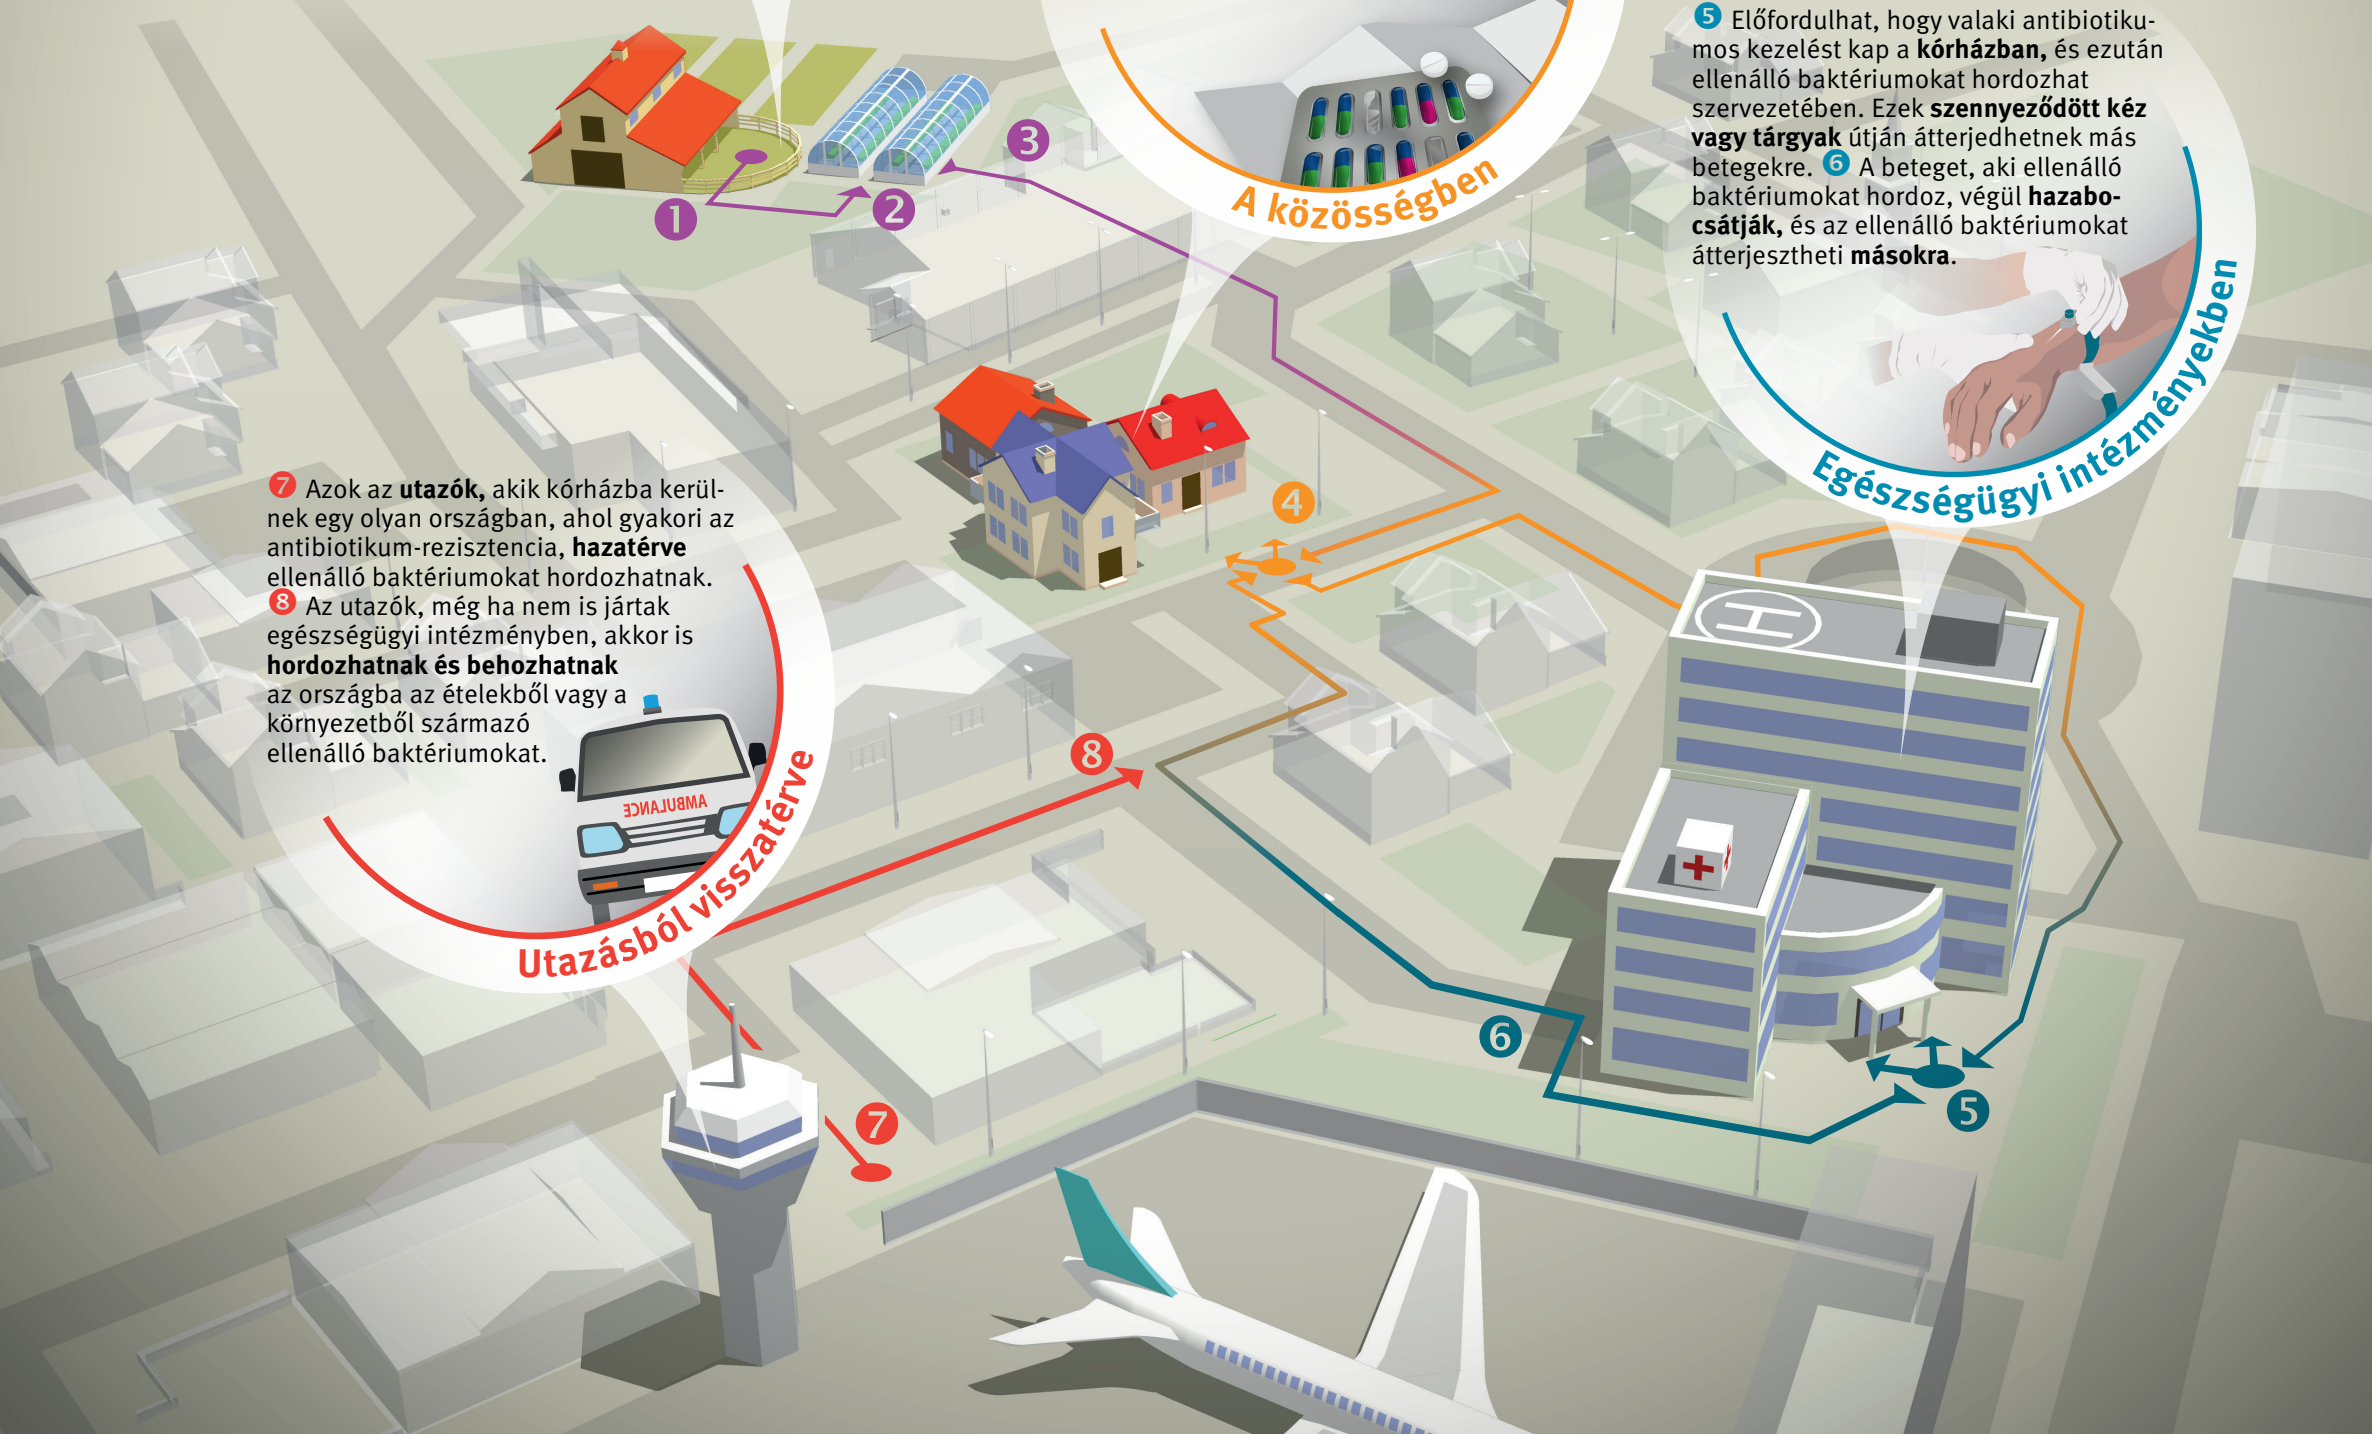 5 Előfordulhat, hogy valaki antibiotiku-
mos kezelést kap a kórházban, és ezután
ellenálló baktériumokat hordozhat
szervezetében. Ezek szennyeződött kéz
vagy tárgyak útján átterjedhetnek más
betegekre. 6 A beteget, aki ellenálló
baktériumokat hordoz, végül hazabo-
csátják, és az ellenálló baktériumokat
átterjesztheti másokra.
Egészségügyi intézményekben
A közösségben
1
2
3
4
7 Azok az utazók, akik kórházba kerül-
nek egy olyan országban, ahol gyakori az
antibiotikum-rezisztencia, hazatérve
ellenálló baktériumokat hordozhatnak.
8 Az utazók, még ha nem is jártak
egészségügyi intézményben, akkor is
hordozhatnak és behozhatnak
az országba az ételekből vagy a
környezetből származó
ellenálló baktériumokat.
AMBULANCE
Utazásból visszatérve
H
8
6
5
7